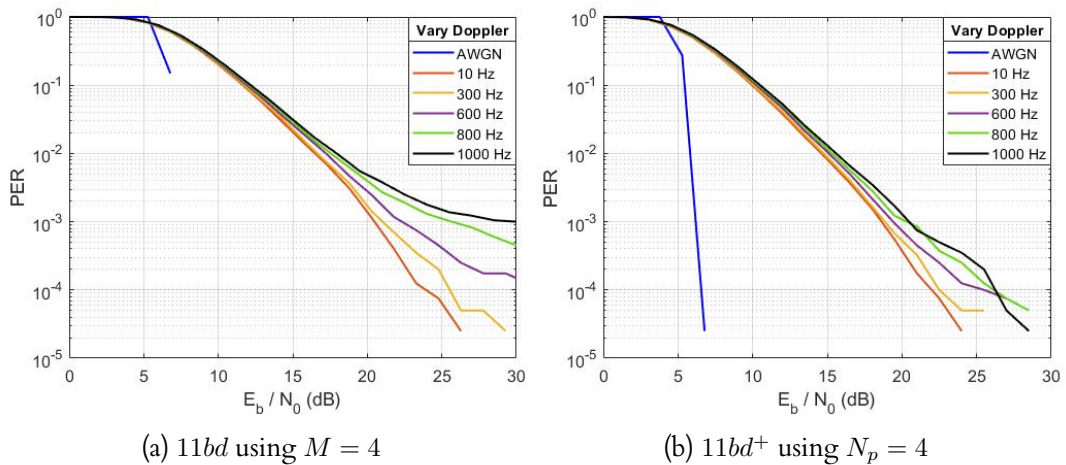 Vary Doppler
AWGN
10 Hz
300 Hz
600 Hz
800 Hz
1000 Hz
10^0
10^-1
10^-2
10^-3
10^-4
10^-5
PER
0 5 10 15 20 25 30
E_b / N_0 (dB)
(a) 11bd using M = 4
Vary Doppler
AWGN
10 Hz
300 Hz
600 Hz
800 Hz
1000 Hz
10^0
10^-1
10^-2
10^-3
10^-4
10^-5
PER
0 5 10 15 20 25 30
E_b / N_0 (dB)
(b) 11bd^+ using N_p = 4